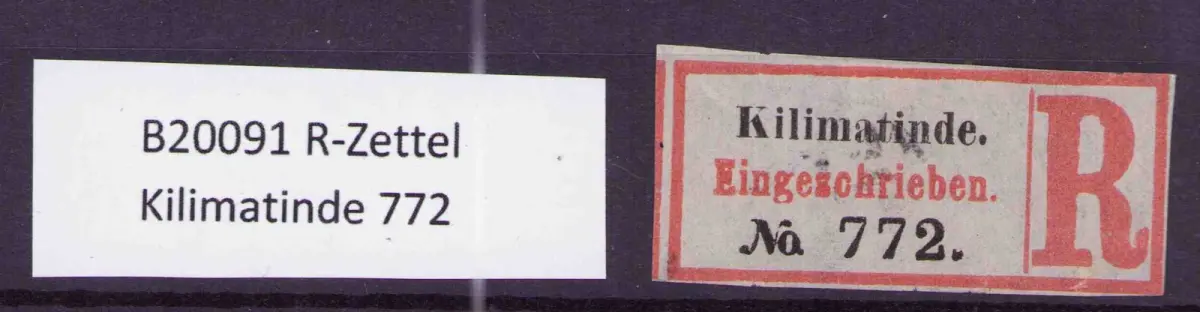 B20091 R-Zettel
Kilimatinde 772
Kilimatinde.
Eingeschrieben.
No 772.
R